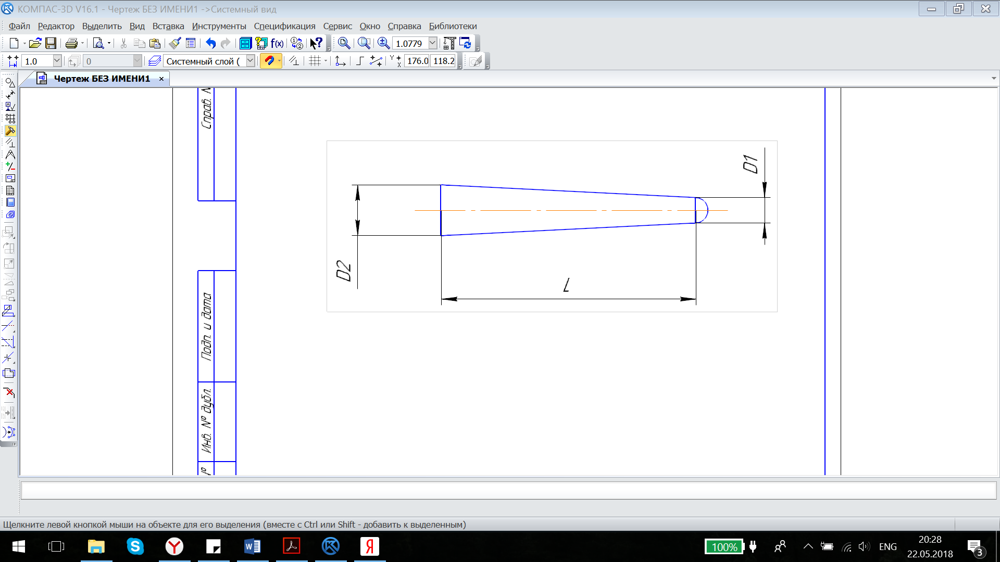 КОМПАС-3D V16.1 - Чертеж БЕЗ ИМЕНИ1 ->Системный вид
Файл Редактор Выделить Вид Вставка Инструменты Спецификация Сервис Окно Справка Библиотеки
f(x) 1.0779
1.0 0 Системный слой ( 176.0 118.2
Чертеж БЕЗ ИМЕНИ1
Справ. №
D1
D2
L
Подп. и дата
Инв. № дубл.
Щелкните левой кнопкой мыши на объекте для его выделения (вместе с Ctrl или Shift - добавить к выделенным)
100% ENG 20:28
22.05.2018 3